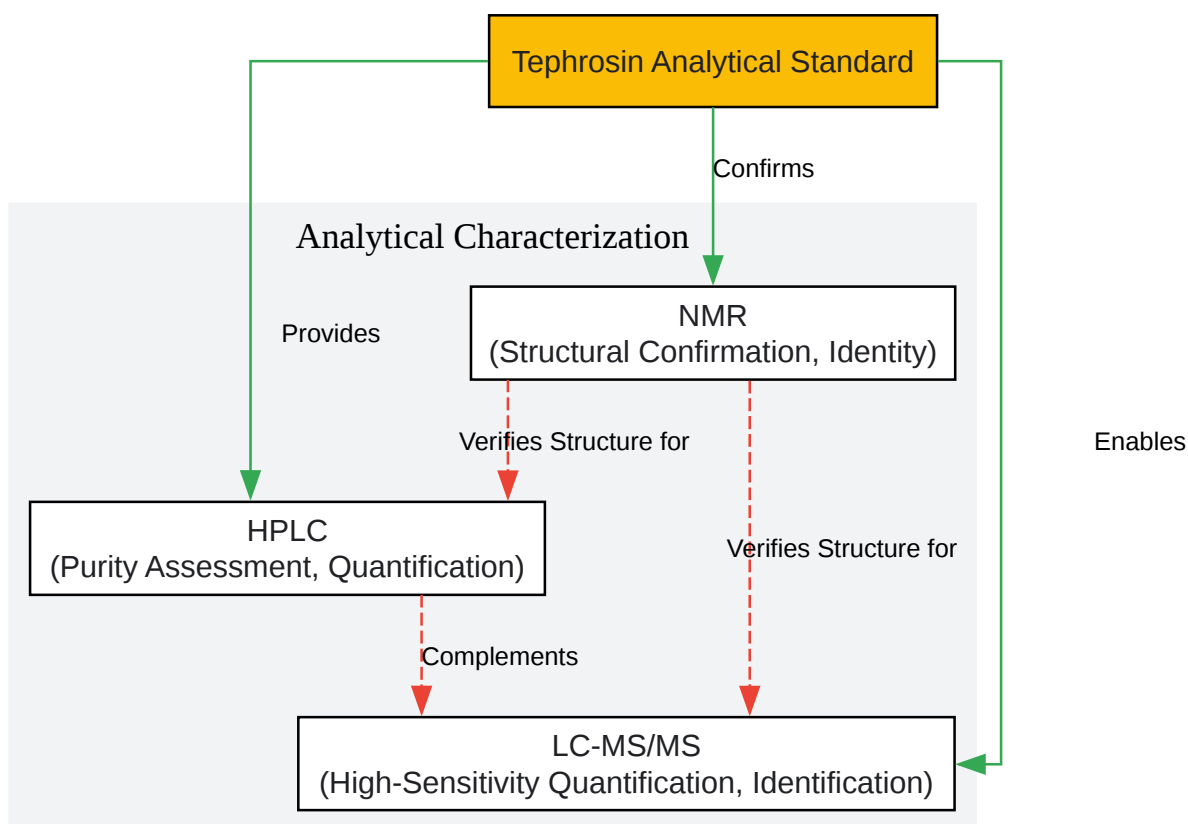 Tephrosin Analytical Standard
Confirms
Analytical Characterization
NMR
(Structural Confirmation, Identity)
Provides
Verifies Structure for
Enables
HPLC
(Purity Assessment, Quantification)
Verifies Structure for
Complements
LC-MS/MS
(High-Sensitivity Quantification, Identification)